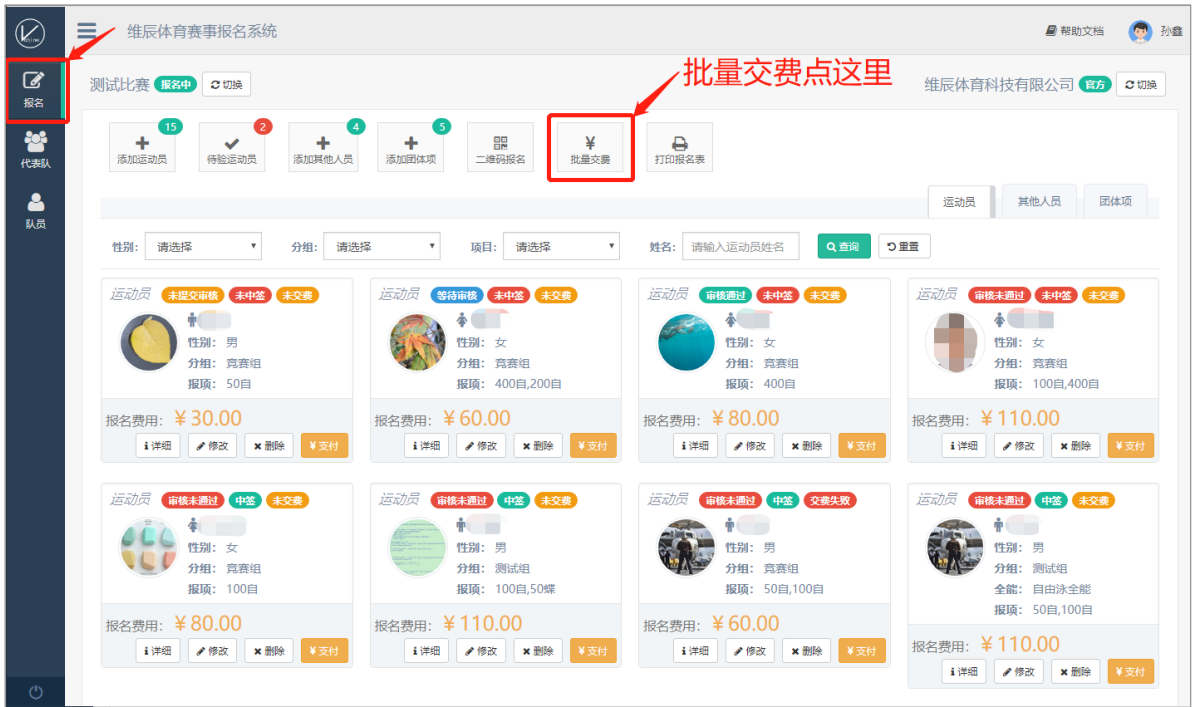 维辰体育赛事报名系统
帮助文档
孙鑫
报名
代表队
队员
测试比赛 报名中 切换
批量交费点这里
维辰体育科技有限公司 官方 切换
15 2 4 5
添加运动员 待验运动员 添加其他人员 添加团体项 二维码报名 ¥ 批量交费 打印报名表
运动员 其他人员 团体项
性别: 请选择 分组: 请选择 项目: 请选择 姓名: 请输入运动员姓名 查询 重置
运动员 未提交审核 未中签 未交费
性别: 男
分组: 竞赛组
报项: 50自
报名费用: ¥30.00
详细 修改 删除 ¥支付
运动员 等待审核 未中签 未交费
性别: 女
分组: 竞赛组
报项: 400自,200自
报名费用: ¥60.00
详细 修改 删除 ¥支付
运动员 审核通过 未中签 未交费
性别: 女
分组: 竞赛组
报项: 400自
报名费用: ¥80.00
详细 修改 删除 ¥支付
运动员 审核未通过 未中签 未交费
性别: 女
分组: 竞赛组
报项: 100自,400自
报名费用: ¥110.00
详细 修改 删除 ¥支付
运动员 审核未通过 中签 未交费
性别: 女
分组: 竞赛组
报项: 100自
报名费用: ¥80.00
详细 修改 删除 ¥支付
运动员 审核未通过 中签 未交费
性别: 男
分组: 测试组
报项: 100自,50蝶
报名费用: ¥110.00
详细 修改 删除 ¥支付
运动员 审核未通过 中签 交费失败
性别: 男
分组: 竞赛组
报项: 50自,100自
报名费用: ¥60.00
详细 修改 删除 ¥支付
运动员 审核未通过 中签 未交费
性别: 男
分组: 测试组
全能: 自由泳全能
报项: 50自,100自
报名费用: ¥110.00
详细 修改 删除 ¥支付